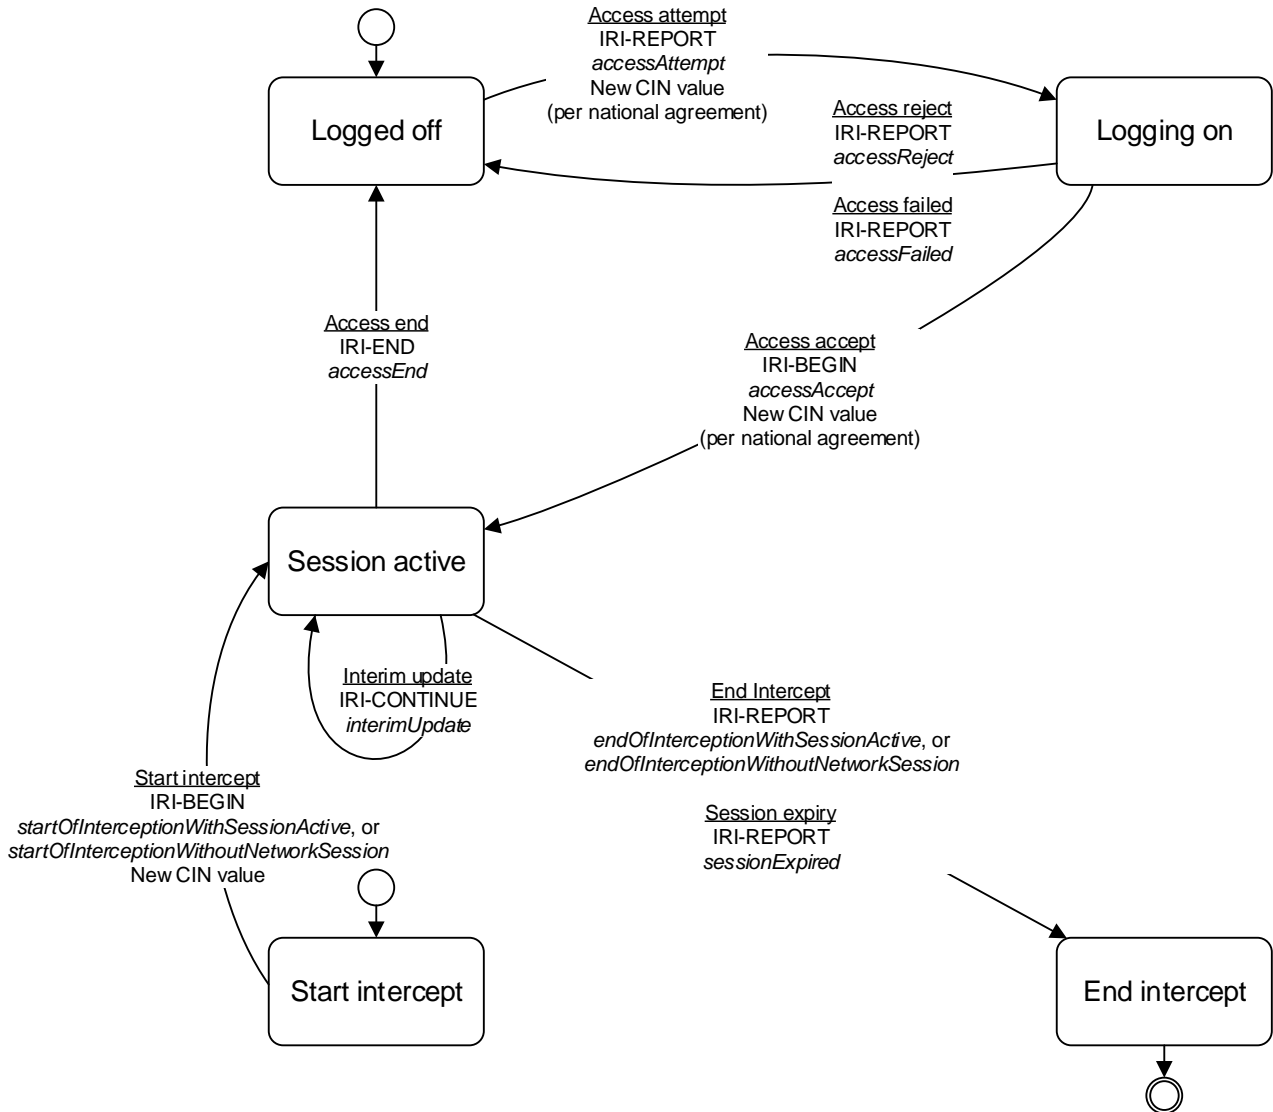 Access attempt
IRI-REPORT
accessAttempt
New CIN value
(per national agreement)
Logged off
Logging on
Access reject
IRI-REPORT
accessReject
Access failed
IRI-REPORT
accessFailed
Access end
IRI-END
accessEnd
Access accept
IRI-BEGIN
accessAccept
New CIN value
(per national agreement)
Session active
Interim update
IRI-CONTINUE
interimUpdate
End Intercept
IRI-REPORT
endOfInterceptionWithSessionActive, or
endOfInterceptionWithoutNetworkSession
Session expiry
IRI-REPORT
sessionExpired
Start intercept
IRI-BEGIN
startOfInterceptionWithSessionActive, or
startOfInterceptionWithoutNetworkSession
New CIN value
Start intercept
End intercept